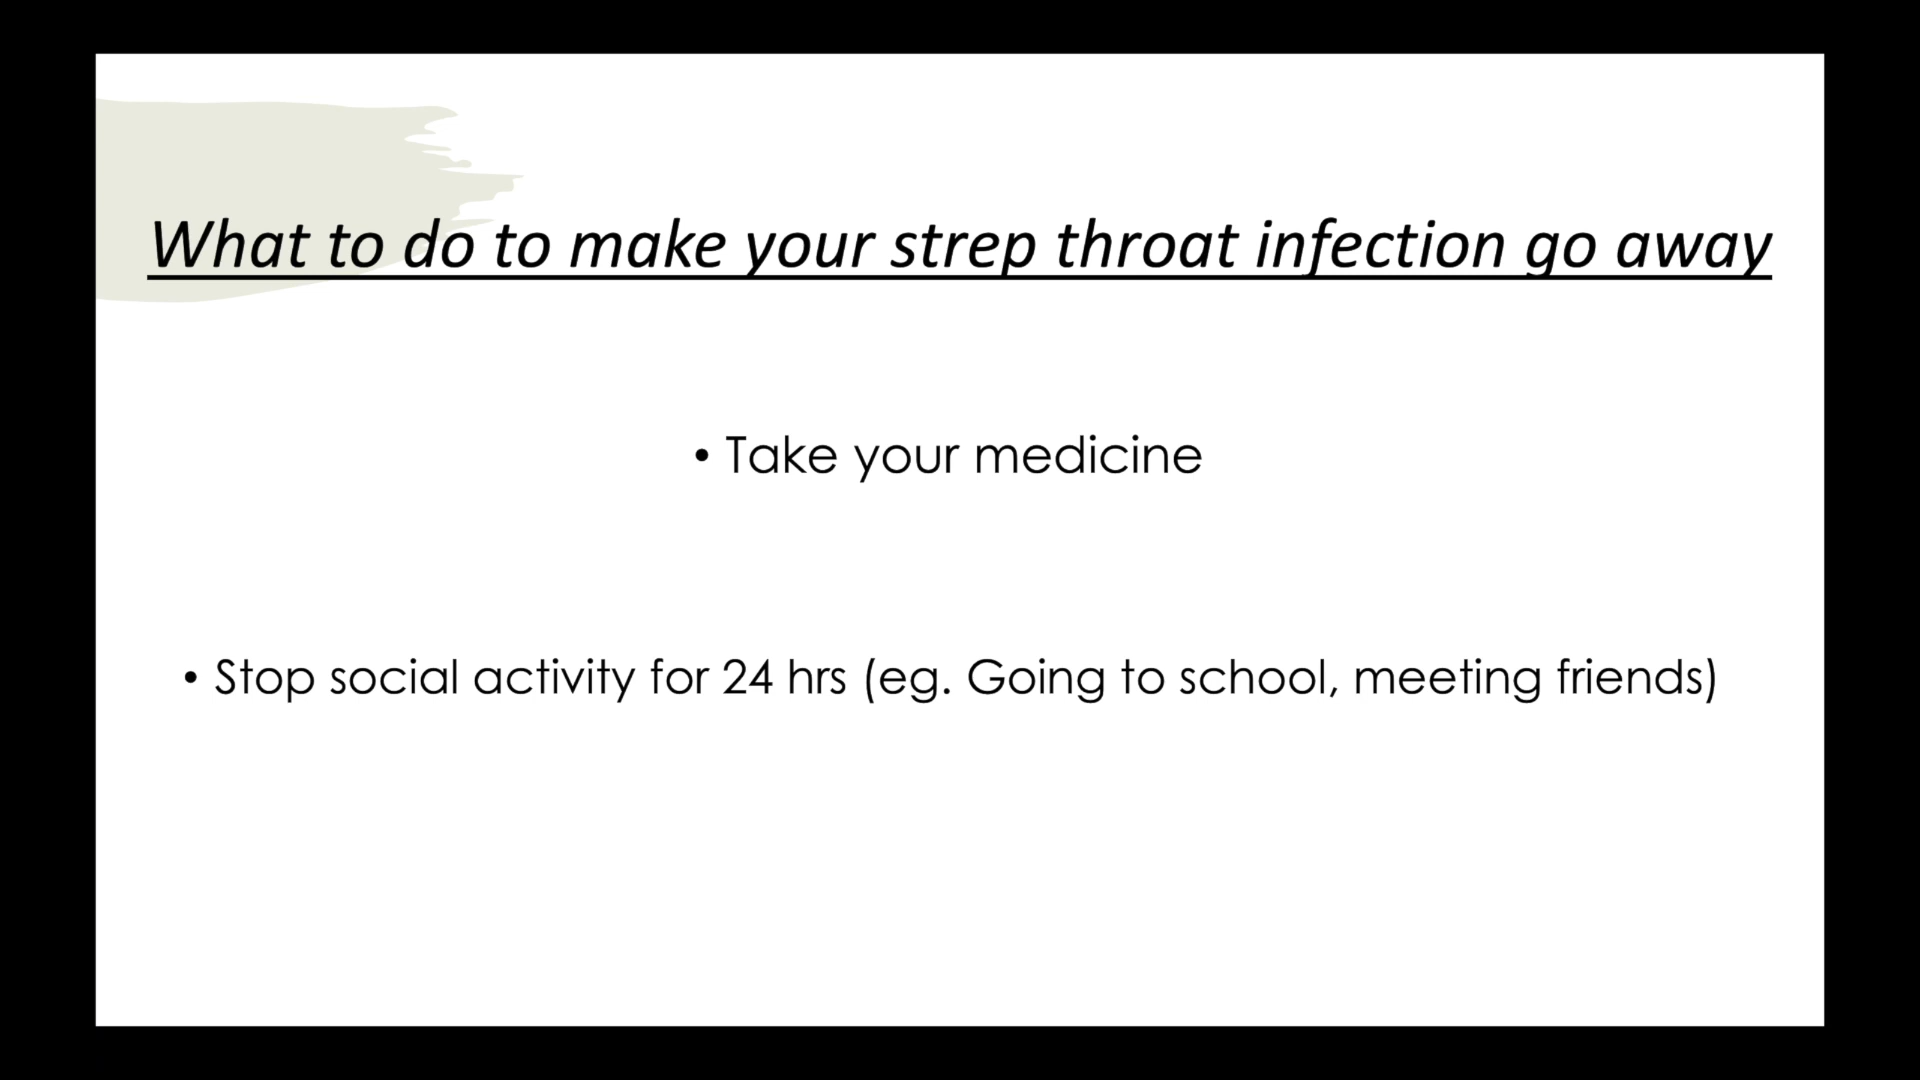 What to do to make your strep throat infection go away
• Take your medicine
• Stop social activity for 24 hrs (eg. Going to school, meeting friends)